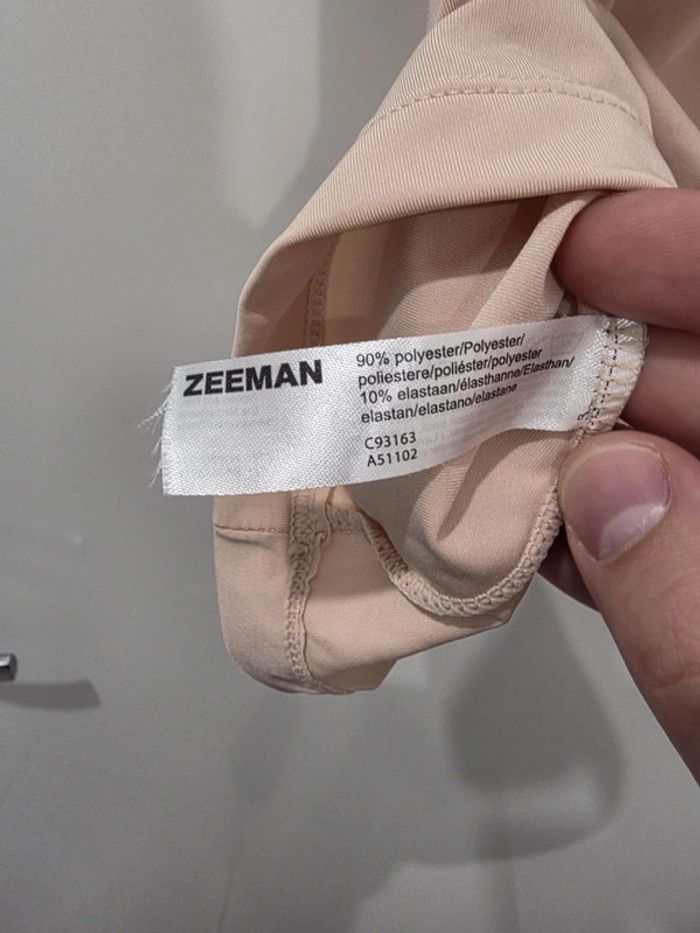 ZEEMAN
90% polyester/Polyester/
poliestere/poliéster/polyester
10% elastaan/élasthanne/Elasthan/
elastan/elastano/elastane
C93163
A51102